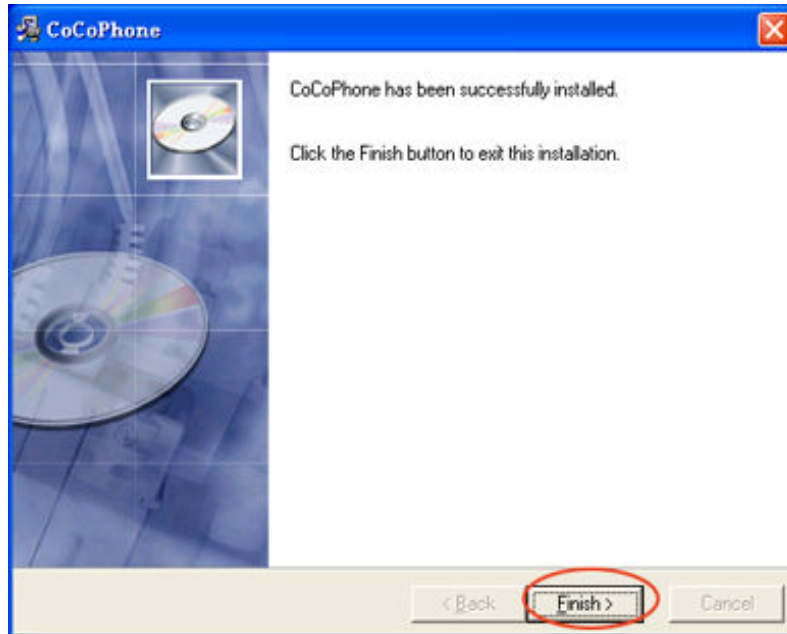 CoCoPhone
CoCoPhone has been successfully installed.
Click the Finish button to exit this installation.
< Back
Finish >
Cancel